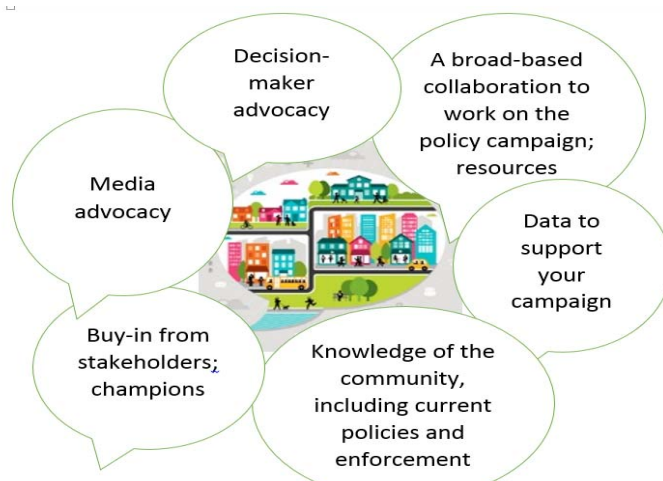 Decision-
maker
advocacy
A broad-based
collaboration to
work on the
policy campaign;
resources
Media
advocacy
Data to
support
your
campaign
Buy-in from
stakeholders;
champions
Knowledge of the
community,
including current
policies and
enforcement